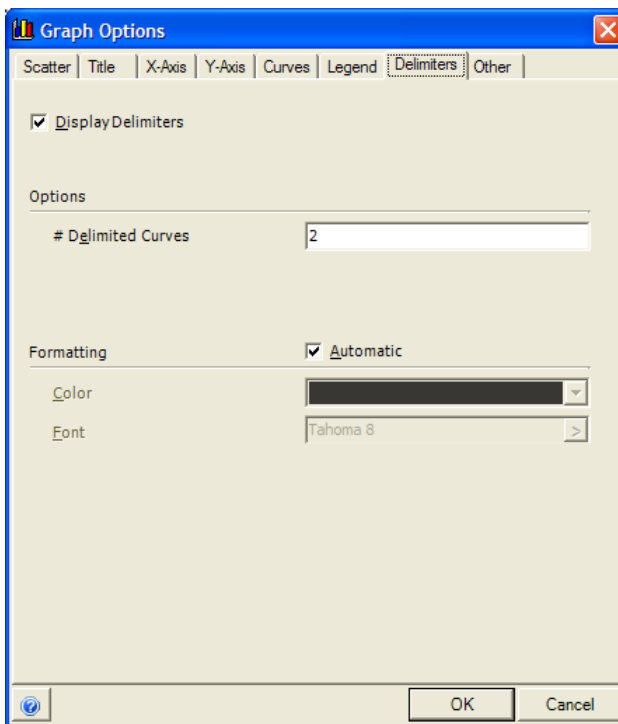 Graph Options
Scatter Title X-Axis Y-Axis Curves Legend Delimiters Other
Display Delimiters
Options
# Delimited Curves 2
Formatting Automatic
Color
Font Tahoma 8 >
? OK Cancel